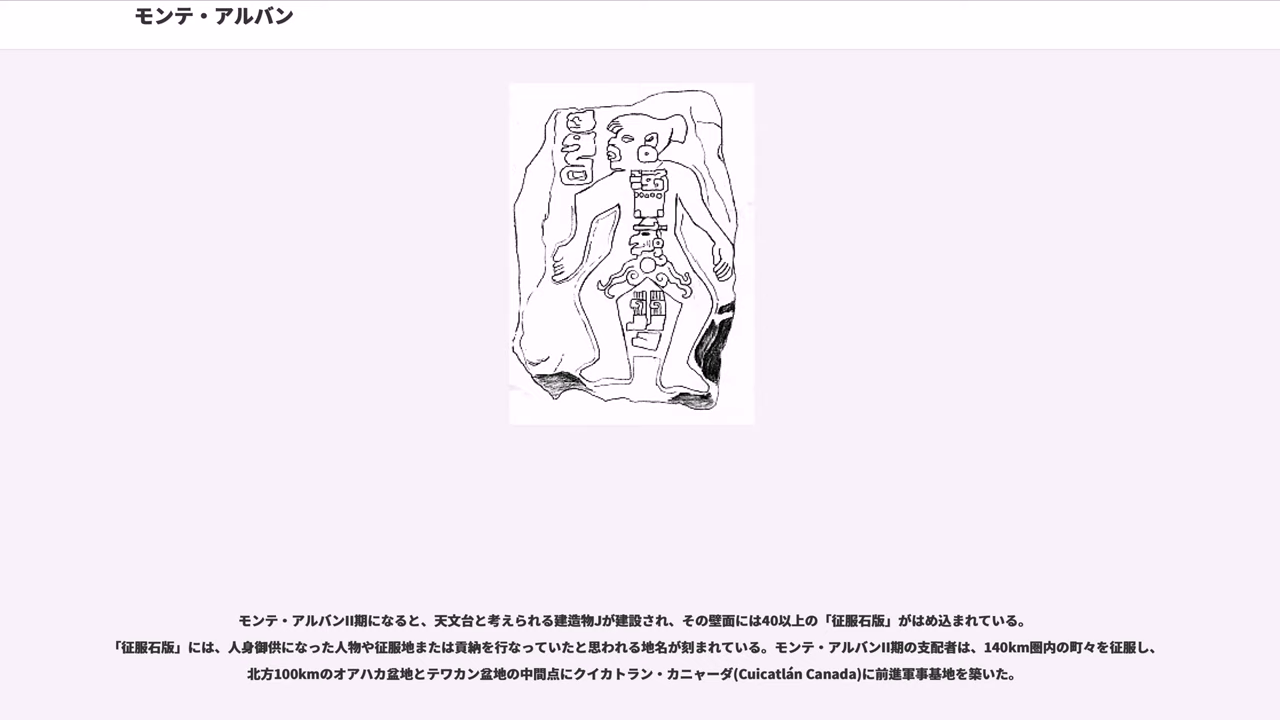 モンテ・アルバン
モンテ・アルバンII期になると、天文台と考えられる建造物Jが建設され、その壁面には40以上の「征服石版」がはめ込まれている。
「征服石版」には、人身御供になった人物や征服地または貢納を行なっていたと思われる地名が刻まれている。モンテ・アルバンII期の支配者は、140km圏内の町々を征服し、
北方100kmのオアハカ盆地とテワカン盆地の中間点にクイカトラン・カニャーダ(Cuicatlán Canada)に前進軍事基地を築いた。